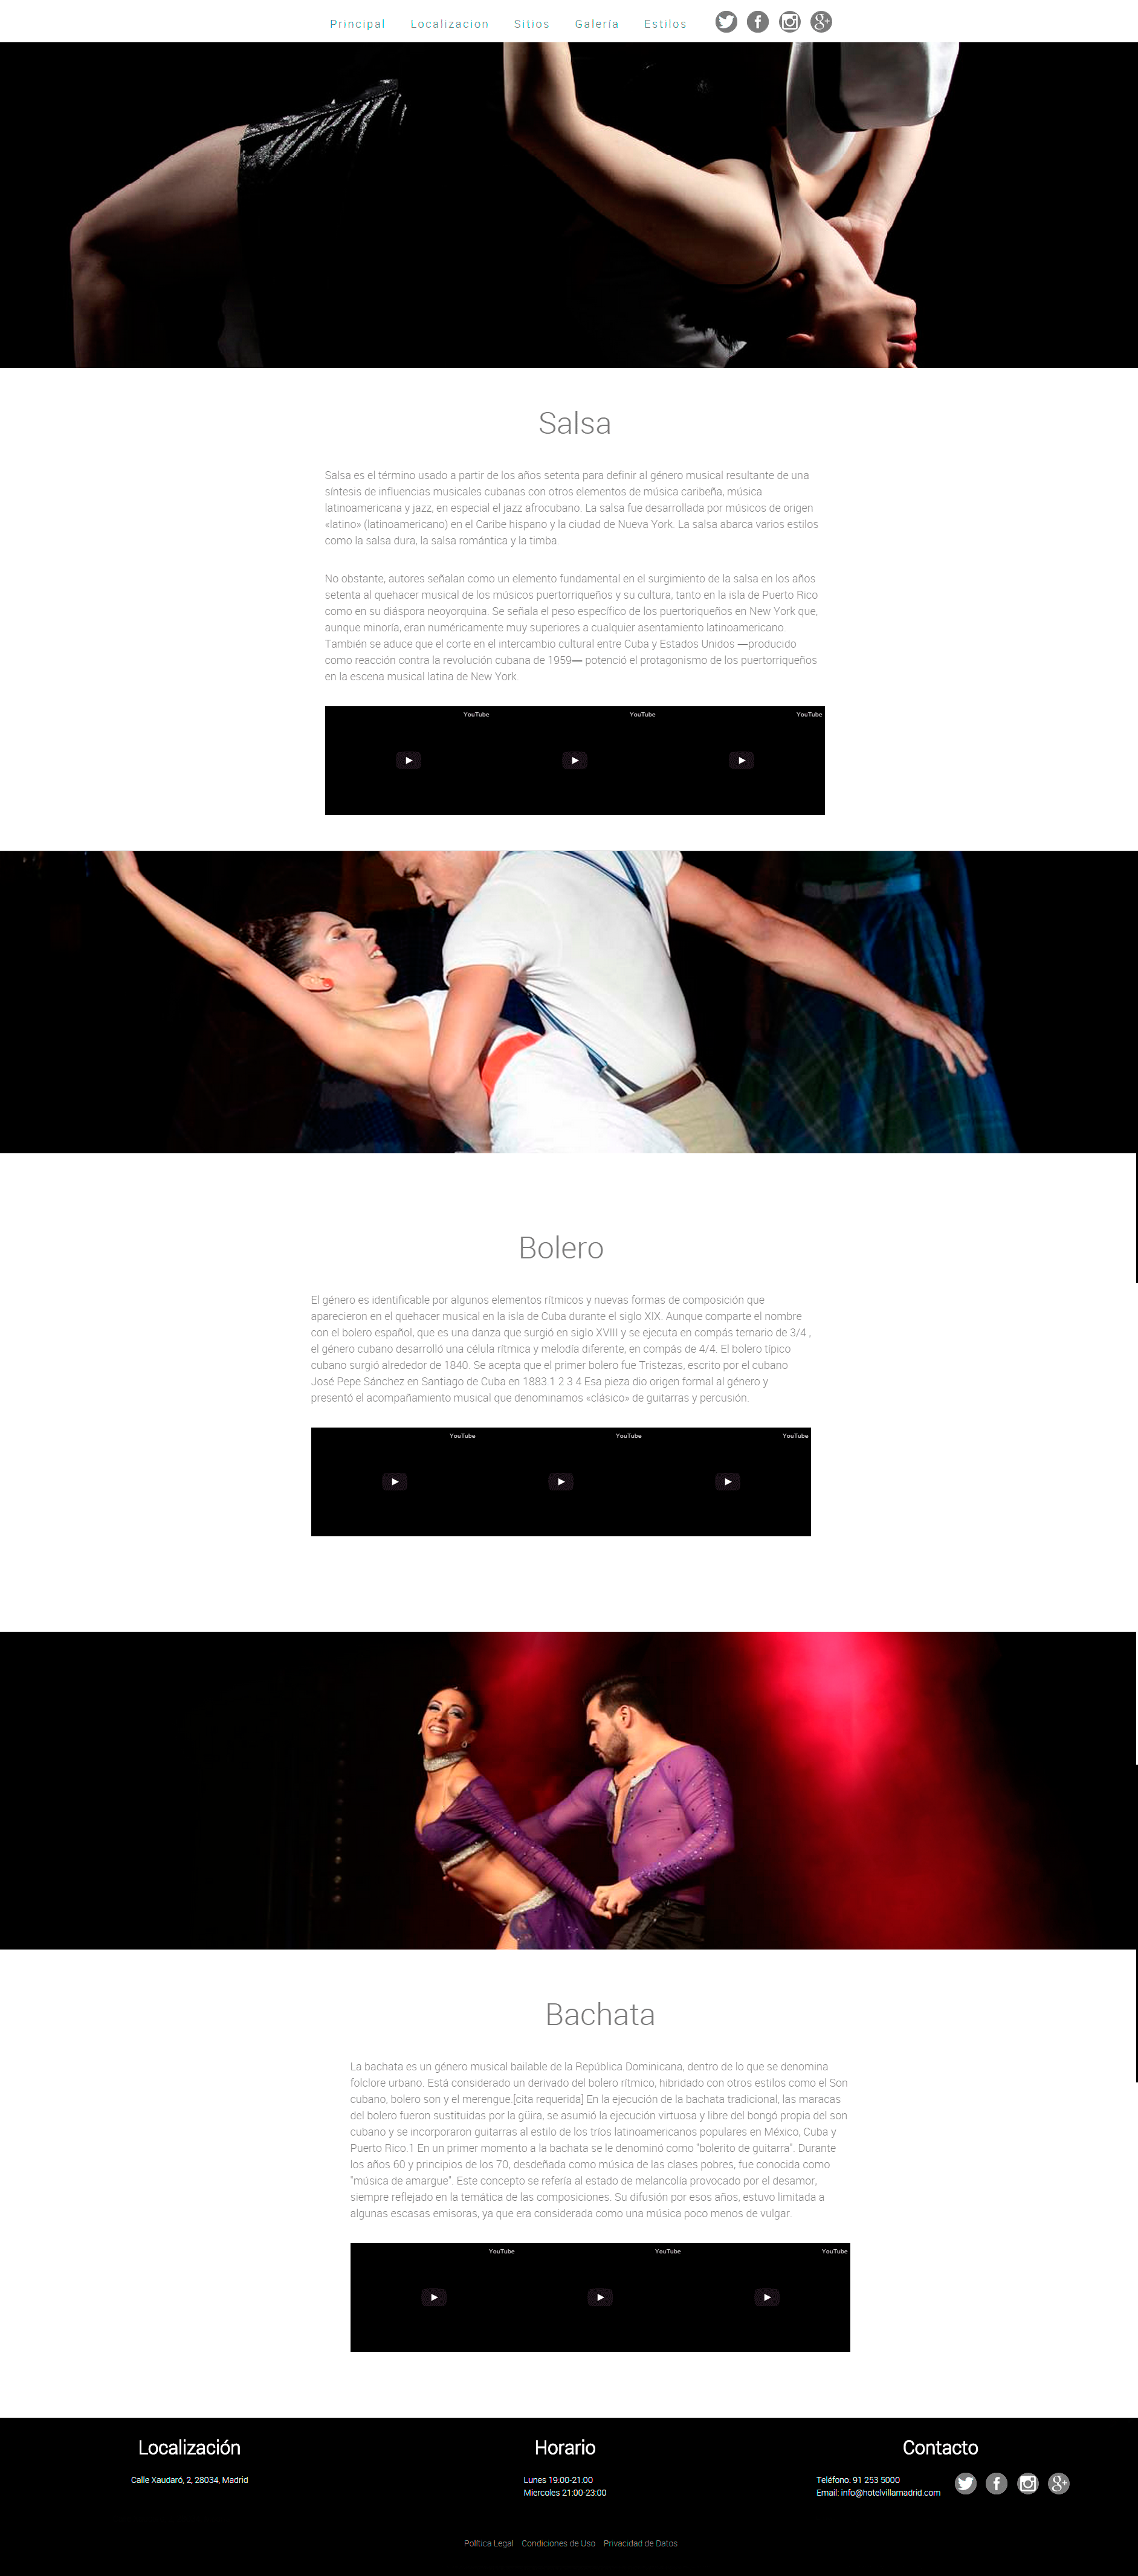 Principal Localizacion Sitios Galería Estilos
Salsa
Salsa es el término usado a partir de los años setenta para definir al género musical resultante de una
síntesis de influencias musicales cubanas con otros elementos de música caribeña, música
latinoamericana y jazz, en especial el jazz afrocubano. La salsa fue desarrollada por músicos de origen
«latino» (latinoamericano) en el Caribe hispano y la ciudad de Nueva York. La salsa abarca varios estilos
como la salsa dura, la salsa romántica y la timba.
No obstante, autores señalan como un elemento fundamental en el surgimiento de la salsa en los años
setenta al quehacer musical de los músicos puertorriqueños y su cultura, tanto en la isla de Puerto Rico
como en su diáspora neoyorquina. Se señala el peso específico de los puertoriqueños en New York que,
aunque minoría, eran numéricamente muy superiores a cualquier asentamiento latinoamericano.
También se aduce que el corte en el intercambio cultural entre Cuba y Estados Unidos —producido
como reacción contra la revolución cubana de 1959— potenció el protagonismo de los puertorriqueños
en la escena musical latina de New York.
YouTube YouTube YouTube
Bolero
El género es identificable por algunos elementos rítmicos y nuevas formas de composición que
aparecieron en el quehacer musical en la isla de Cuba durante el siglo XIX. Aunque comparte el nombre
con el bolero español, que es una danza que surgió en siglo XVIII y se ejecuta en compás ternario de 3/4 ,
el género cubano desarrolló una célula rítmica y melodía diferente, en compás de 4/4. El bolero típico
cubano surgió alrededor de 1840. Se acepta que el primer bolero fue Tristezas, escrito por el cubano
José Pepe Sánchez en Santiago de Cuba en 1883.1 2 3 4 Esa pieza dio origen formal al género y
presentó el acompañamiento musical que denominamos «clásico» de guitarras y percusión.
YouTube YouTube YouTube
Bachata
La bachata es un género musical bailable de la República Dominicana, dentro de lo que se denomina
folclore urbano. Está considerado un derivado del bolero rítmico, hibridado con otros estilos como el Son
cubano, bolero son y el merengue.[cita requerida] En la ejecución de la bachata tradicional, las maracas
del bolero fueron sustituidas por la güira, se asumió la ejecución virtuosa y libre del bongó propia del son
cubano y se incorporaron guitarras al estilo de los tríos latinoamericanos populares en México, Cuba y
Puerto Rico.1 En un primer momento a la bachata se le denominó como "bolerito de guitarra". Durante
los años 60 y principios de los 70, desdeñada como música de las clases pobres, fue conocida como
"música de amargue". Este concepto se refería al estado de melancolía provocado por el desamor,
siempre reflejado en la temática de las composiciones. Su difusión por esos años, estuvo limitada a
algunas escasas emisoras, ya que era considerada como una música poco menos de vulgar.
YouTube YouTube YouTube
Localización Horario Contacto
Calle Xaudaró, 2, 28034, Madrid Lunes 19:00-21:00 Teléfono: 91 253 5000
Miercoles 21:00-23:00 Email: info@hotelvillamadrid.com
Política Legal Condiciones de Uso Privacidad de Datos